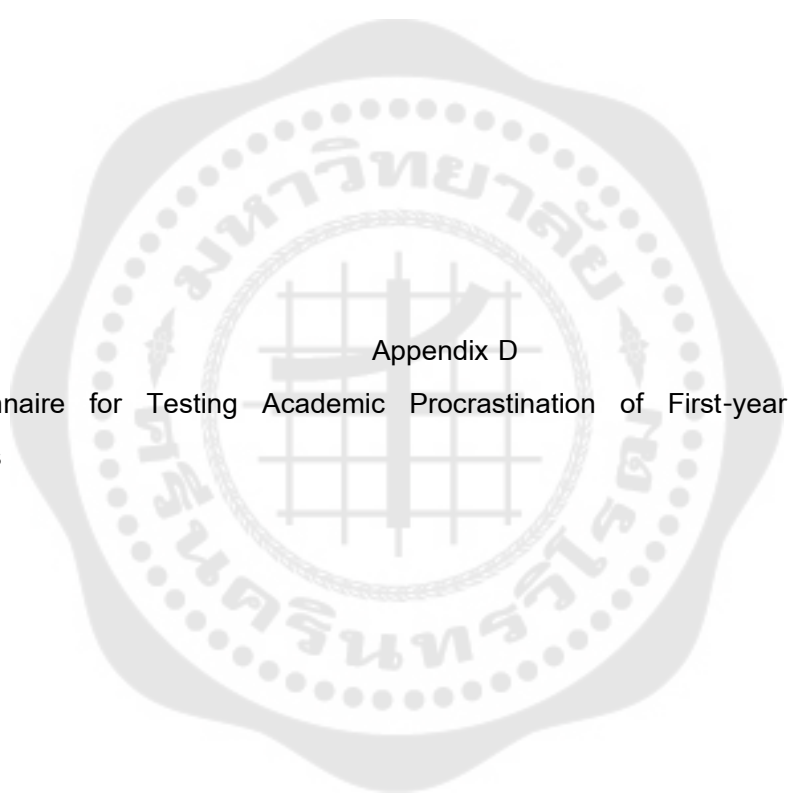 มหาวิทยาลัย
Appendix D
naire for Testing Academic Procrastination of First-year
ศรีนครินทรวิโรฒ